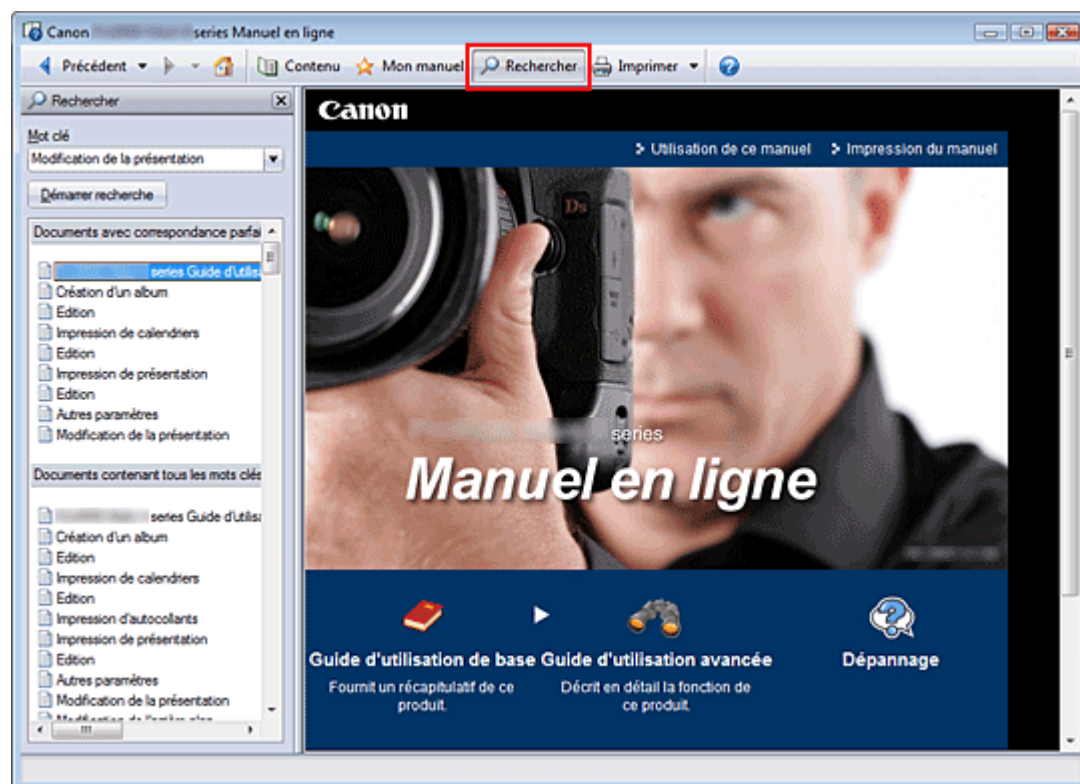 Canon series Manuel en ligne
Précédent Contenu Mon manuel Rechercher Imprimer
Rechercher
Mot clé
Modification de la présentation
Démarrer recherche
Documents avec correspondance parfai
series Guide d'utilisa
Création d'un album
Edition
Impression de calendriers
Edition
Impression de présentation
Edition
Autres paramètres
Modification de la présentation
Documents contenant tous les mots clés
series Guide d'utilisa
Création d'un album
Edition
Impression de calendriers
Edition
Impression d'autocollants
Impression de présentation
Edition
Autres paramètres
Modification de la présentation
Canon
Utilisation de ce manuel Impression du manuel
Ds
series
Manuel en ligne
Guide d'utilisation de base Guide d'utilisation avancée Dépannage
Fournit un récapitulatif de ce Décrit en détail la fonction de
produit. ce produit.